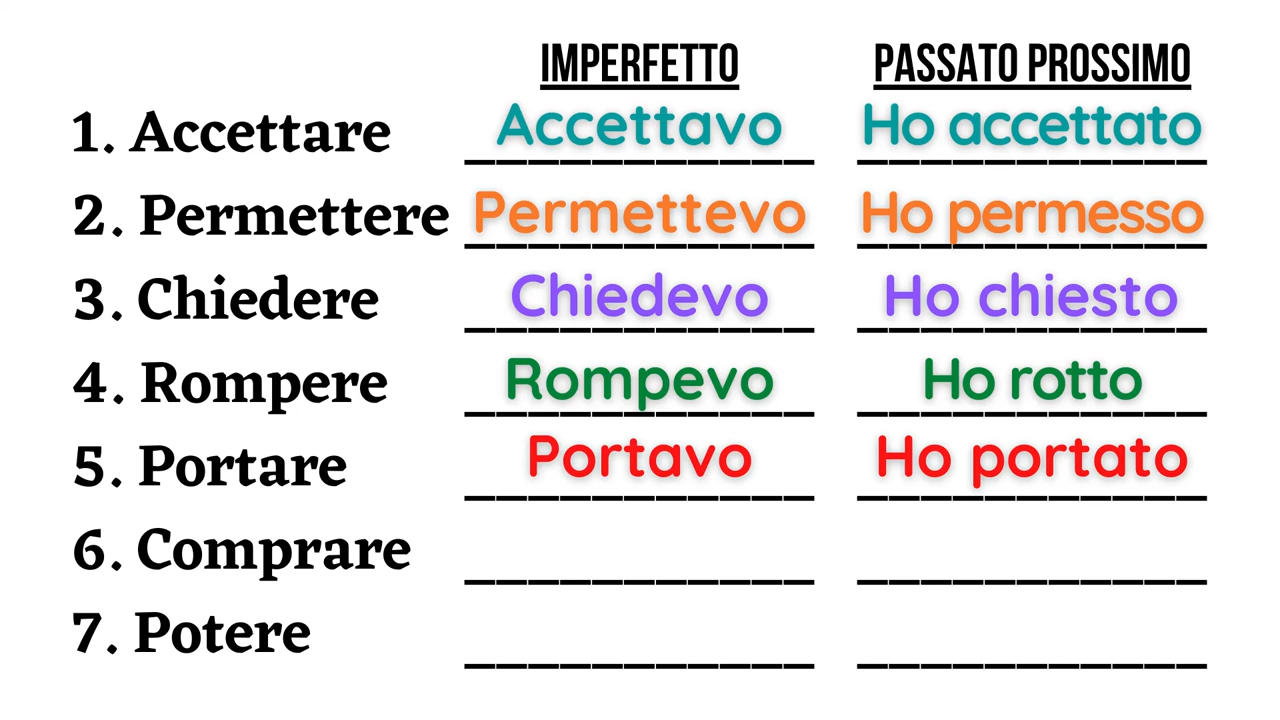 IMPERFETTO PASSATO PROSSIMO
1. Accettare Accettavo Ho accettato
2. Permettere Permettevo Ho permesso
3. Chiedere Chiedevo Ho chiesto
4. Rompere Rompevo Ho rotto
5. Portare Portavo Ho portato
6. Comprare
7. Potere